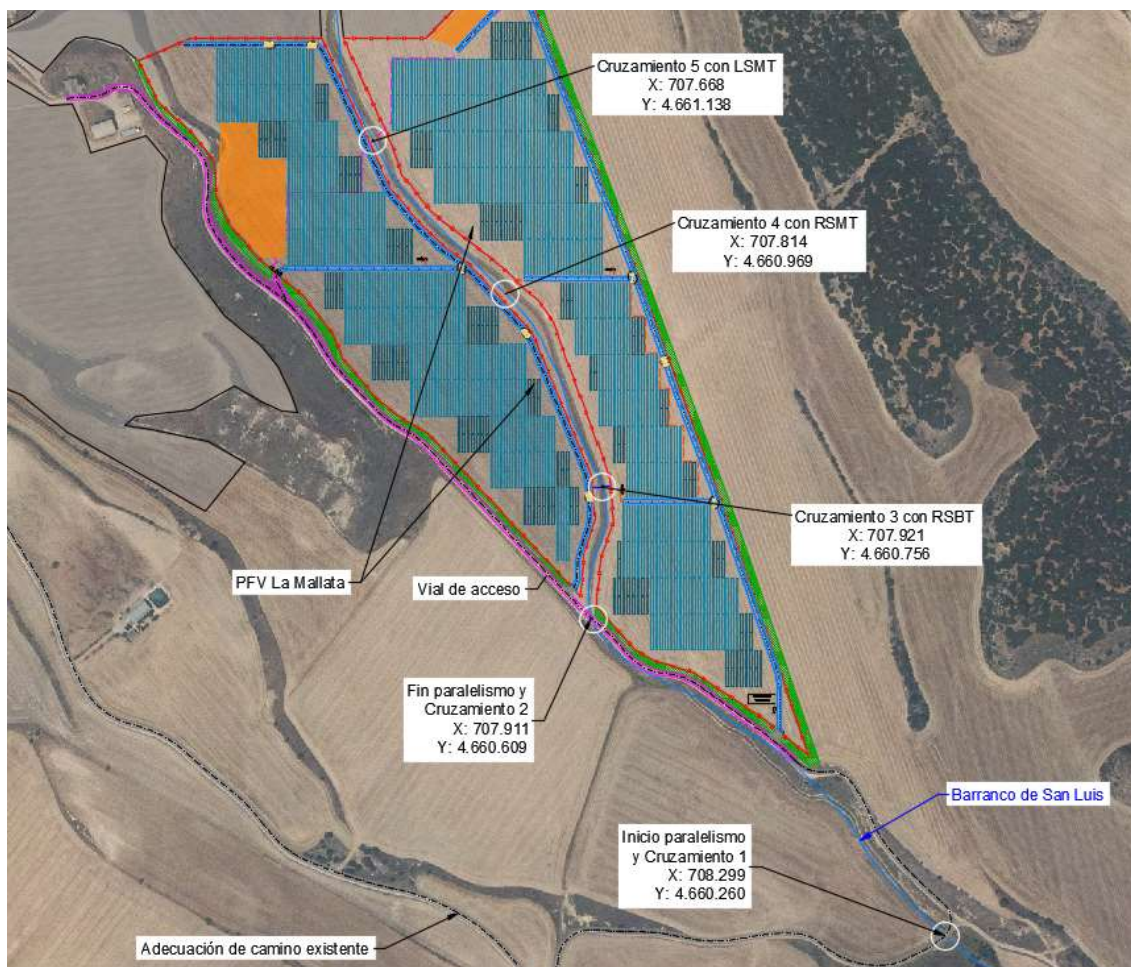 Cruzamiento 5 con LSMT
X: 707.668
Y: 4.661.138
Cruzamiento 4 con RSMT
X: 707.814
Y: 4.660.969
Cruzamiento 3 con RSBT
X: 707.921
Y: 4.660.756
PFV La Mallata
Vial de acceso
Fin paralelismo y
Cruzamiento 2
X: 707.911
Y: 4.660.609
Barranco de San Luis
Inicio paralelismo
y Cruzamiento 1
X: 708.299
Y: 4.660.260
Adecuación de camino existente